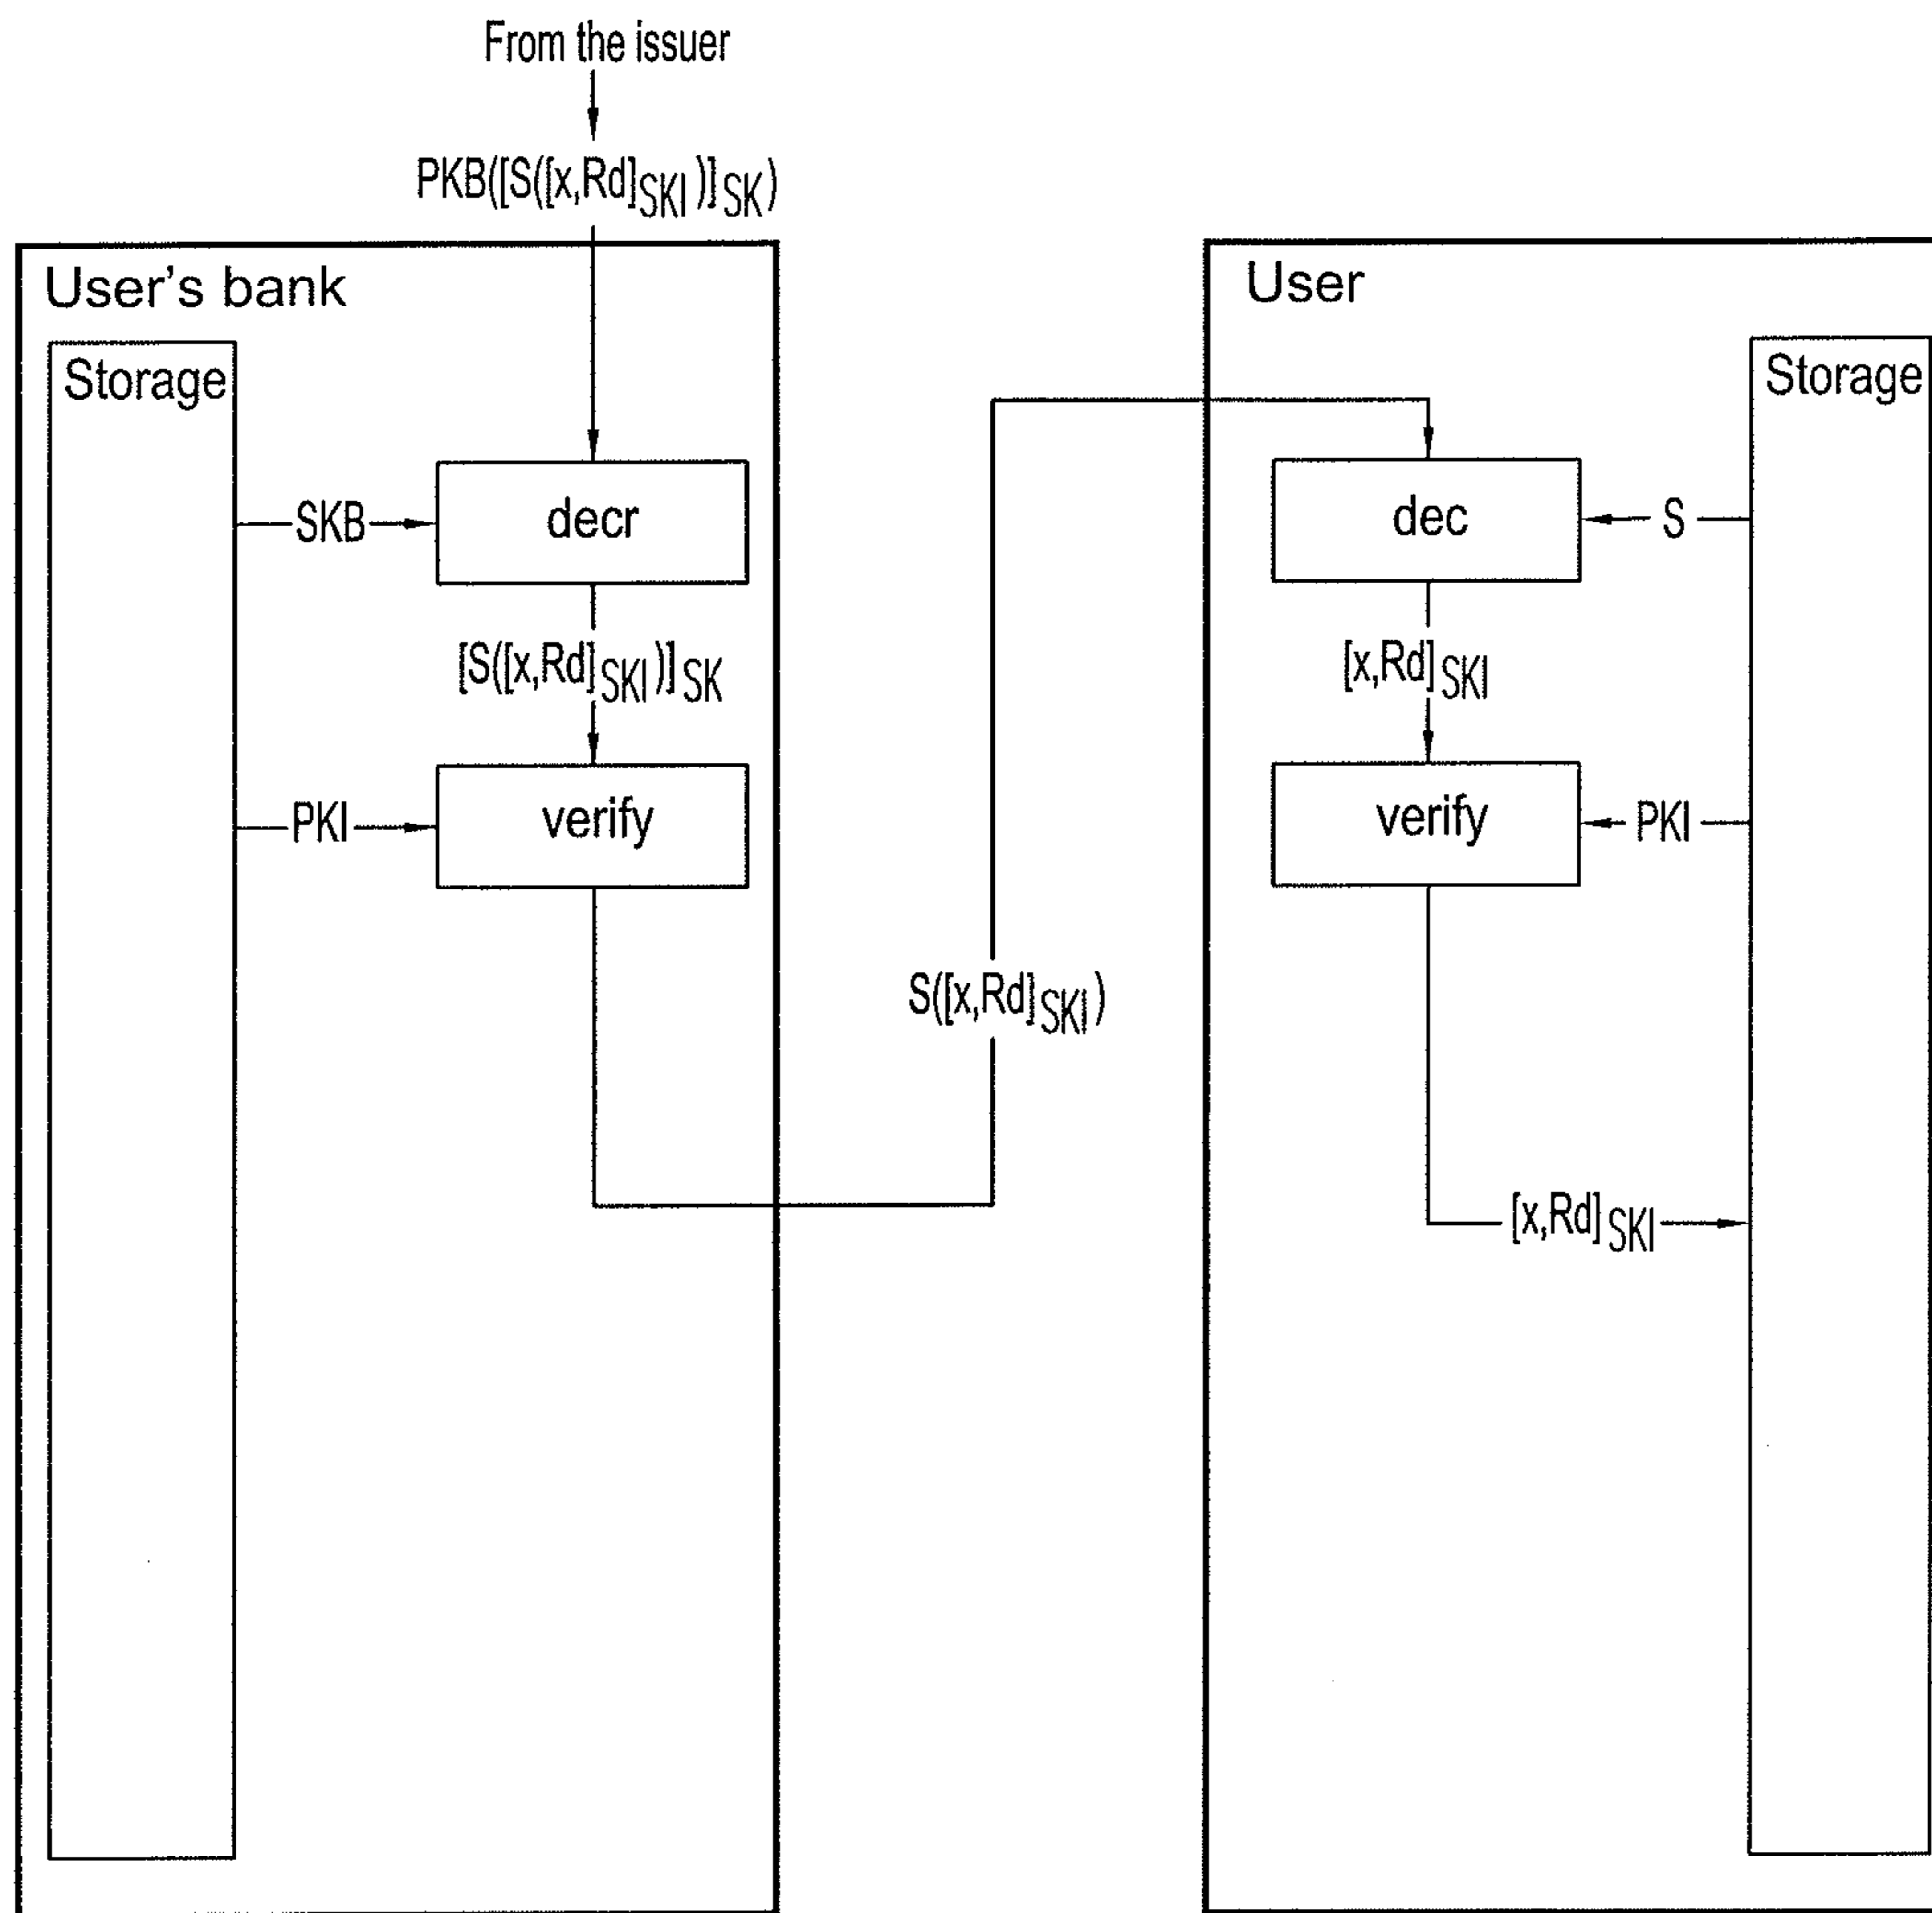 From the issuer
PKB([S([x,Rd]SKI)]SK)
User's bank
Storage
SKB
decr
[S([x,Rd]SKI)]SK
PKI
verify
S([x,Rd]SKI)
User
Storage
dec
S
[x,Rd]SKI
verify
PKI
[x,Rd]SKI